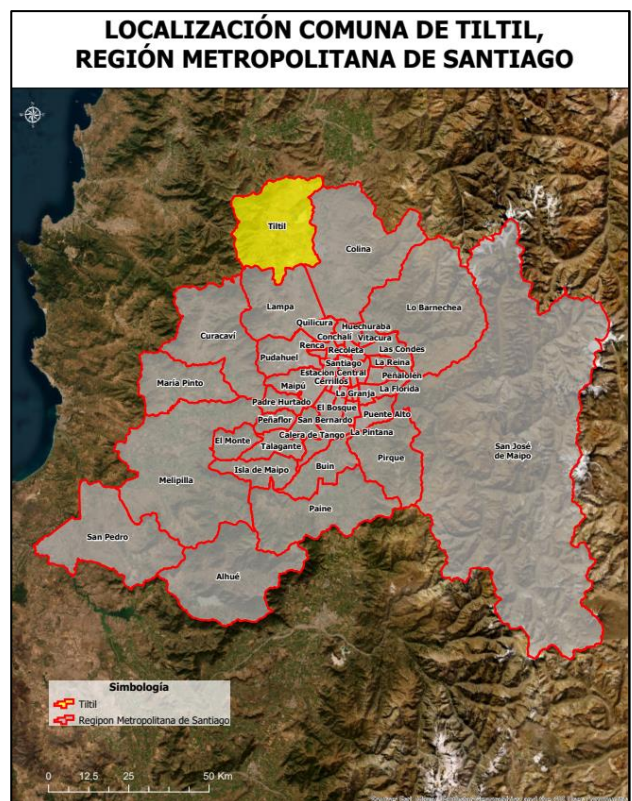 LOCALIZACIÓN COMUNA DE TILTIL,
REGIÓN METROPOLITANA DE SANTIAGO
Tiltil
Colina
Lampa
Lo Barnechea
Quilicura
Huechuraba
Curacaví
Conchalí
Vitacura
Renca
Recoleta
Las Condes
Pudahuel
Santiago
La Reina
Estación Central
Peñalolén
María Pinto
Maipú
Cerrillos
La Florida
La Granja
Padre Hurtado
El Bosque
Puente Alto
Peñaflor
San Bernardo
El Monte
Calera de Tango
La Pintana
Talagante
San José
de Maipo
Pirque
Isla de Maipo
Buin
Melipilla
Paine
San Pedro
Alhué
Simbología
Tiltil
Regipon Metropolitana de Santiago
0 12.5 25 50 Km